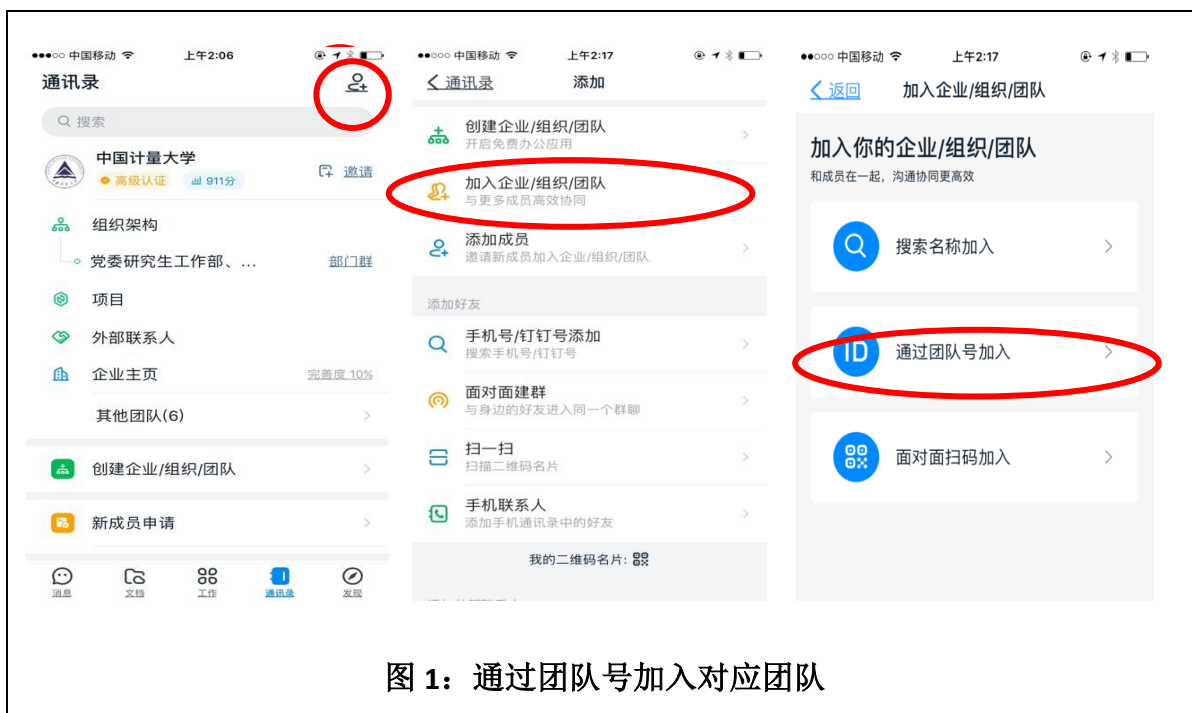 中国移动 上午2:06
通讯录
搜索
中国计量大学
高级认证 911分 邀请
组织架构
党委研究生工作部、... 部门群
项目
外部联系人
企业主页 完善度 10%
其他团队(6)
创建企业/组织/团队
新成员申请
消息 文档 工作 通讯录 发现
中国移动 上午2:17
通讯录 添加
创建企业/组织/团队
开启免费办公应用
加入企业/组织/团队
与更多成员高效协同
添加成员
邀请新成员加入企业/组织/团队
添加好友
手机号/钉钉号添加
搜索手机号/钉钉号
面对面建群
与身边的好友进入同一个群聊
扫一扫
扫描二维码名片
手机联系人
添加手机通讯录中的好友
我的二维码名片:
中国移动 上午2:17
返回 加入企业/组织/团队
加入你的企业/组织/团队
和成员在一起，沟通协同更高效
搜索名称加入
ID 通过团队号加入
面对面扫码加入
图 1：通过团队号加入对应团队